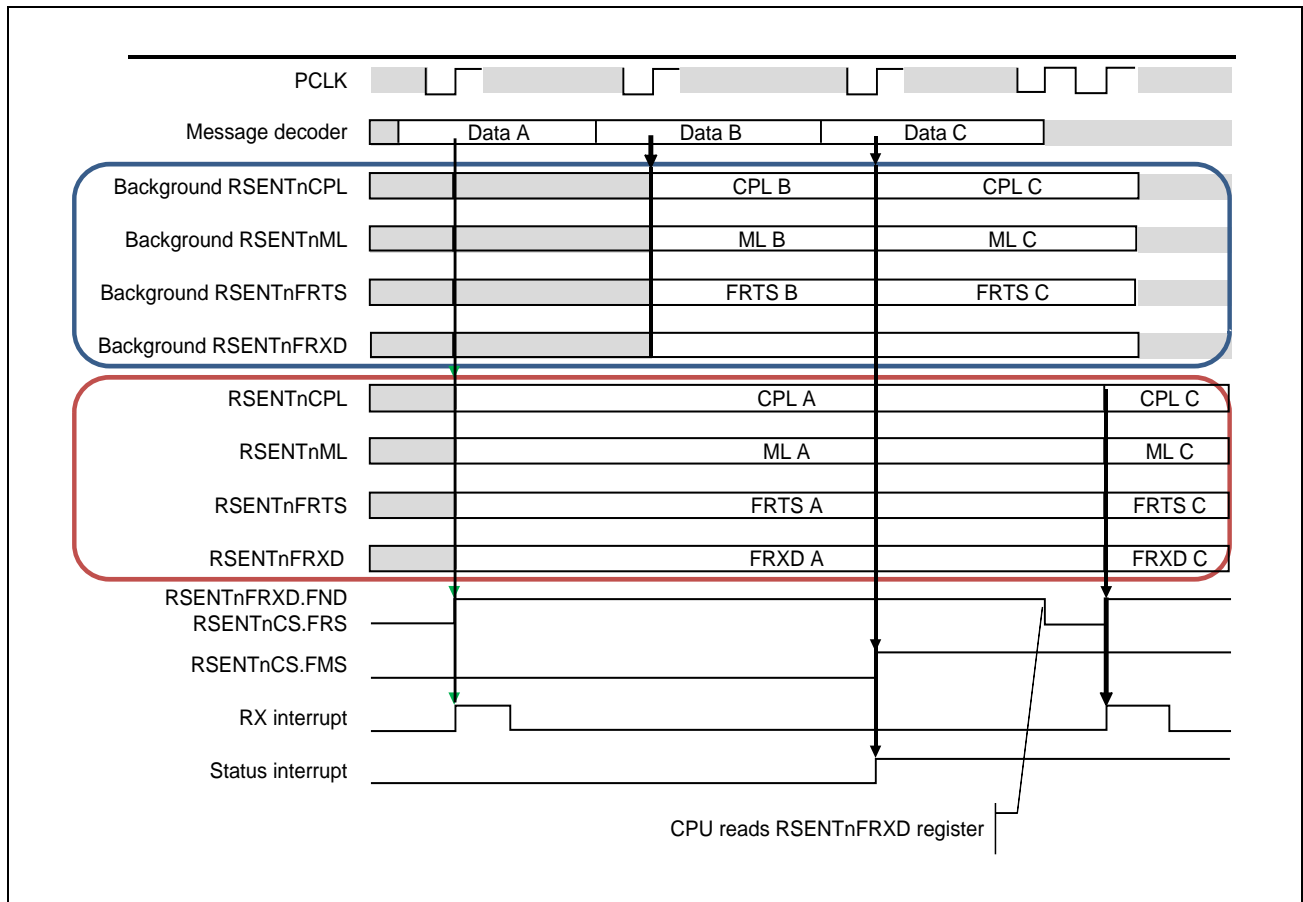 PCLK
Message decoder Data A Data B Data C
Background RSENTnCPL CPL B CPL C
Background RSENTnML ML B ML C
Background RSENTnFRTS FRTS B FRTS C
Background RSENTnFRXD
RSENTnCPL CPL A CPL C
RSENTnML ML A ML C
RSENTnFRTS FRTS A FRTS C
RSENTnFRXD FRXD A FRXD C
RSENTnFRXD.FND
RSENTnCS.FRS
RSENTnCS.FMS
RX interrupt
Status interrupt
CPU reads RSENTnFRXD register